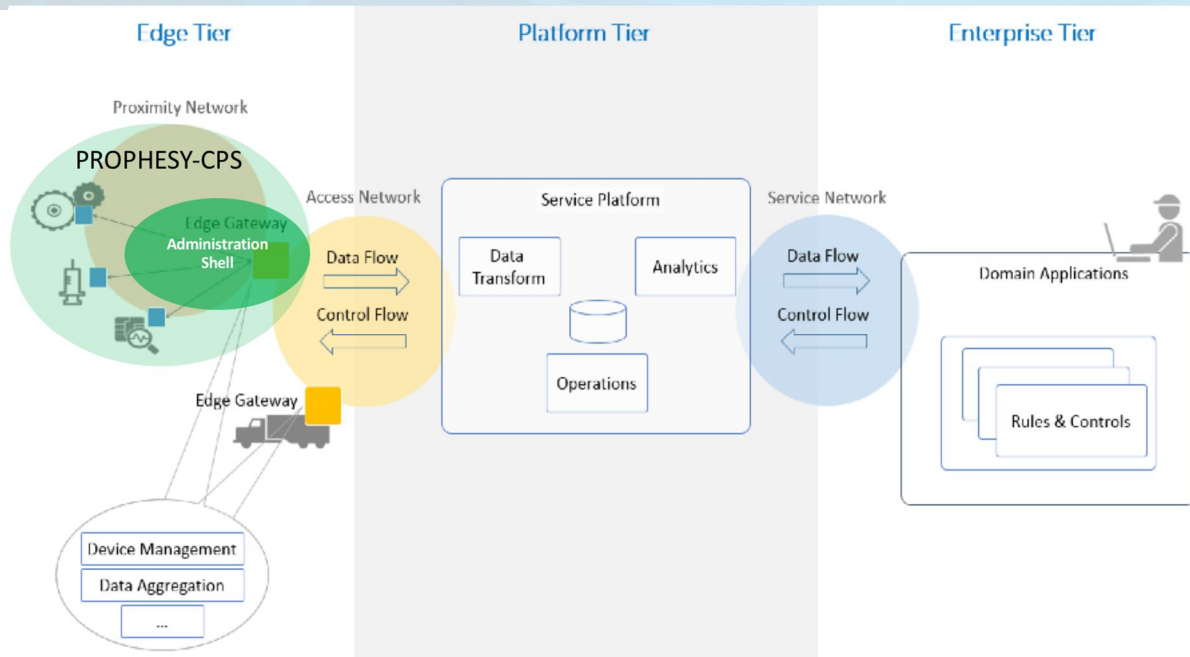 Edge Tier
Platform Tier
Enterprise Tier
Proximity Network
PROPHESY-CPS
Edge Gateway
Administration
Shell
Access Network
Data Flow
Control Flow
Edge Gateway
Device Management
Data Aggregation
...
Service Platform
Data
Transform
Analytics
Operations
Service Network
Data Flow
Control Flow
Domain Applications
Rules & Controls